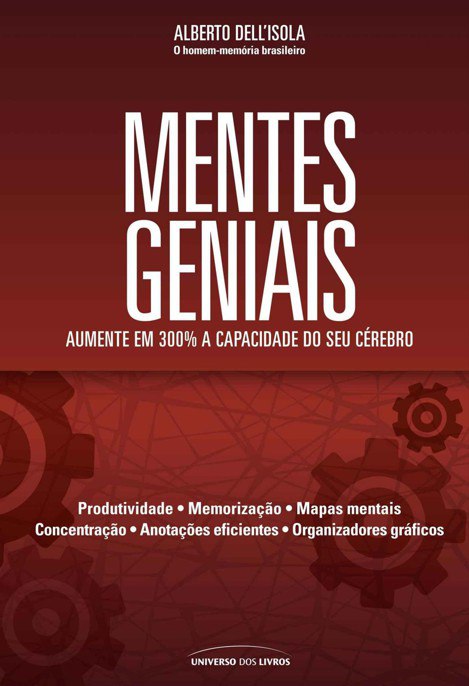 ALBERTO DELL'ISOLA
O homem-memória brasileiro
MENTES
GENIAIS
AUMENTE EM 300% A CAPACIDADE DO SEU CÉREBRO
Produtividade • Memorização • Mapas mentais
Concentração • Anotações eficientes • Organizadores gráficos
UNIVERSO DOS LIVROS